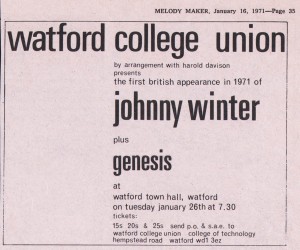 MELODY MAKER, January 16, 1971—Page 35
watford college union
by arrangement with harold davison
presents
the first british appearance in 1971 of
johnny winter
plus
genesis
at
watford town hall, watford
on tuesday january 26th at 7.30
tickets:
15s 20s & 25s send p.o. & s.a.e. to
watford college union college of technology
hempstead road watford wd1 3ez